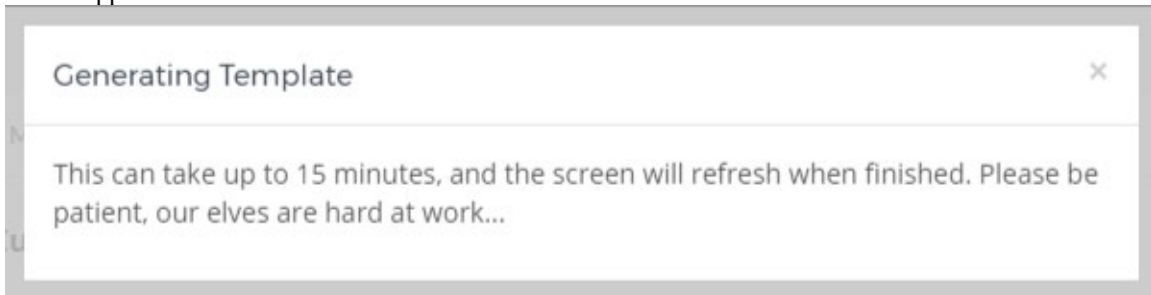 Generating Template ×
This can take up to 15 minutes, and the screen will refresh when finished. Please be
patient, our elves are hard at work...